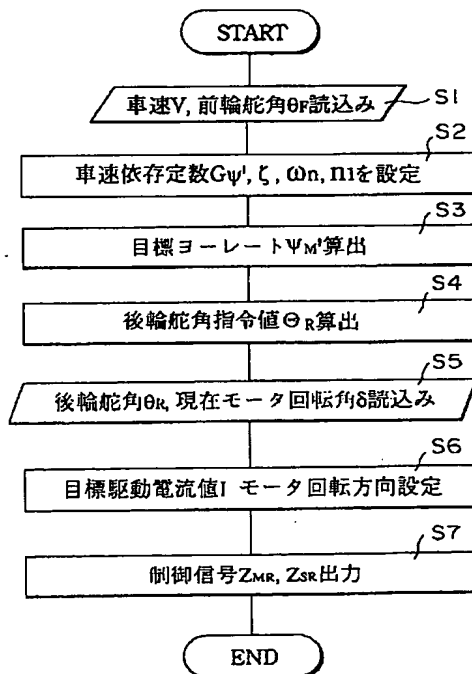 START
車速V, 前輪舵角θF読込み
S1
S2
車速依存定数Gψ', ζ, ωn, n1を設定
S3
目標ヨーレートψM'算出
S4
後輪舵角指令値ΘR算出
S5
後輪舵角θR, 現在モータ回転角δ読込み
S6
目標駆動電流値I モータ回転方向設定
S7
制御信号ZMR, ZSR出力
END